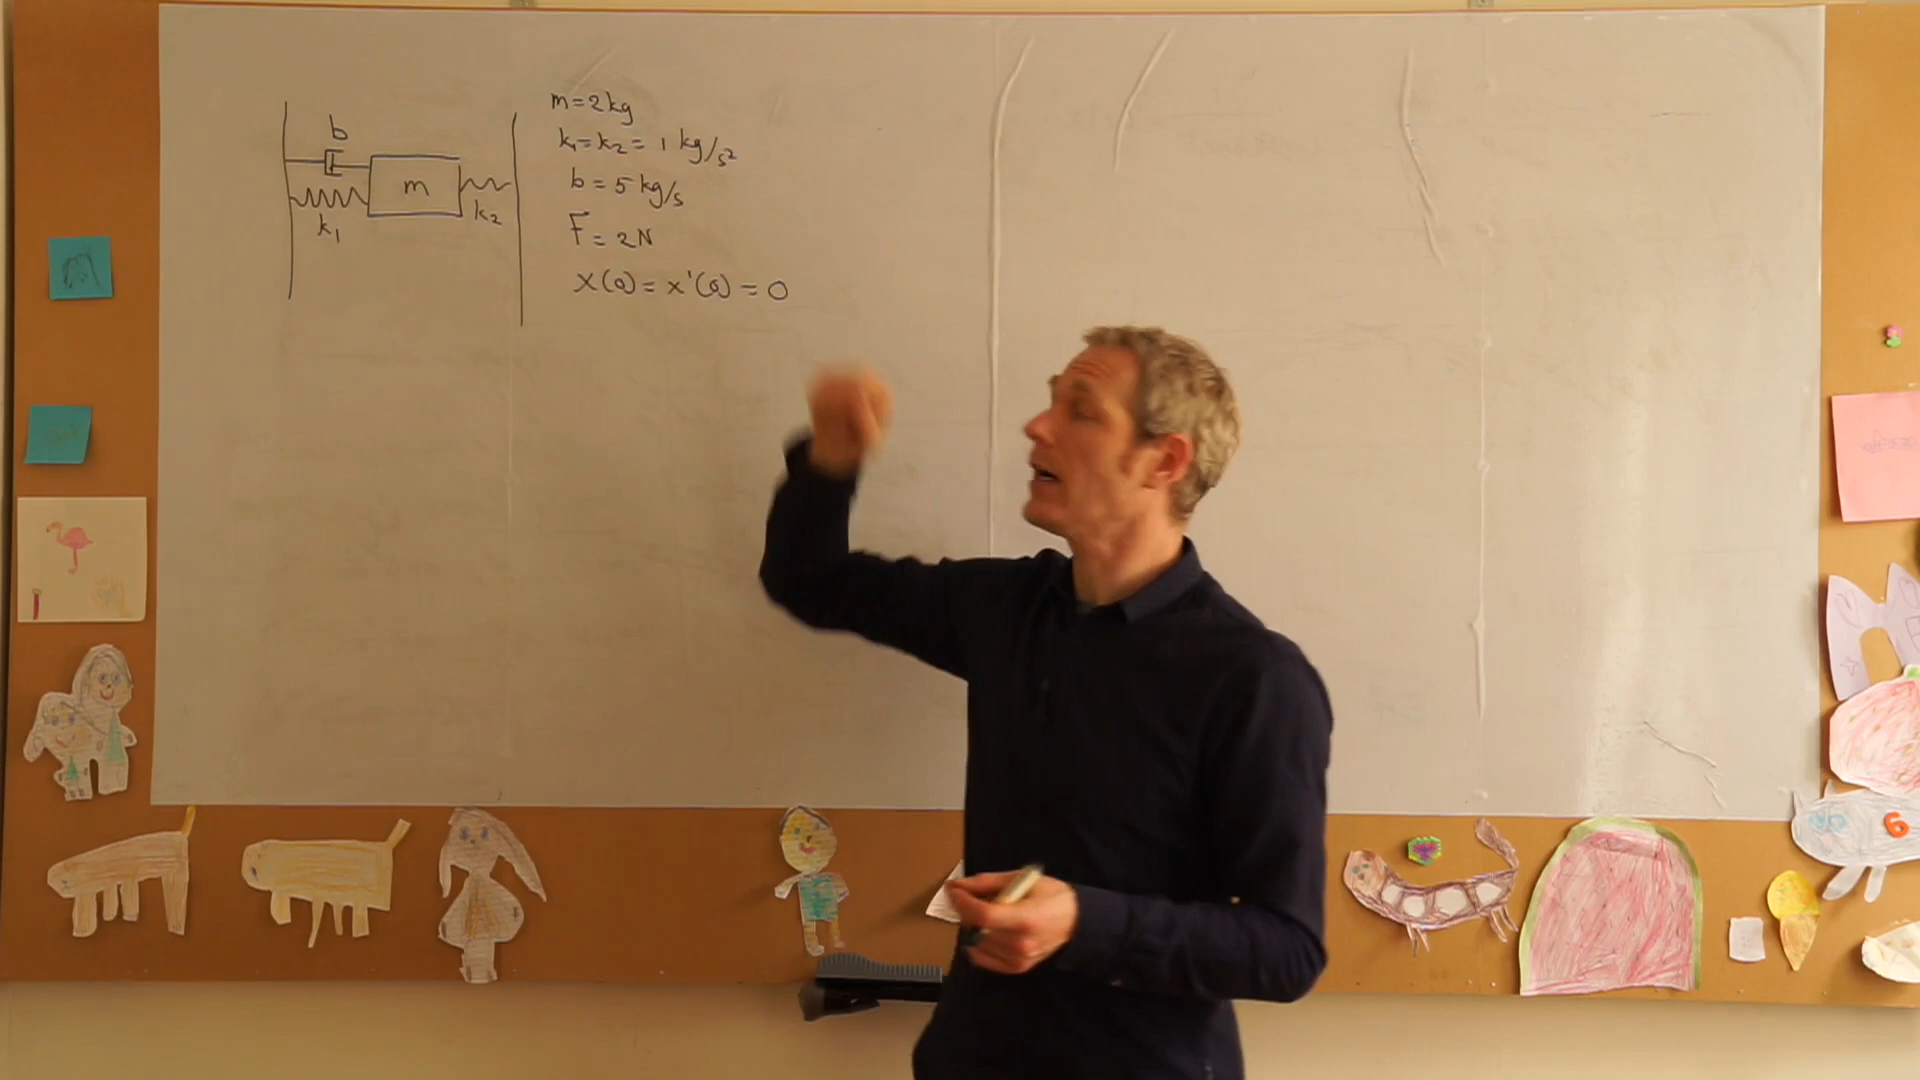 b
m
k₁
k₂
m = 2 kg
k₁ = k₂ = 1 kg/s²
b = 5 kg/s
F = 2N
x(0) = x'(0) = 0
6